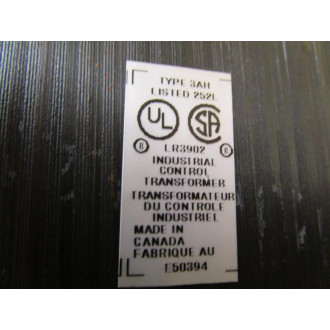 TYPE 3AH
LISTED 252L
UL SA
® ®
LR3902
INDUSTRIAL
CONTROL
TRANSFORMER
TRANSFORMATEUR
DU CONTROLE
INDUSTRIEL
MADE IN
CANADA
FABRIQUE AU
E50394